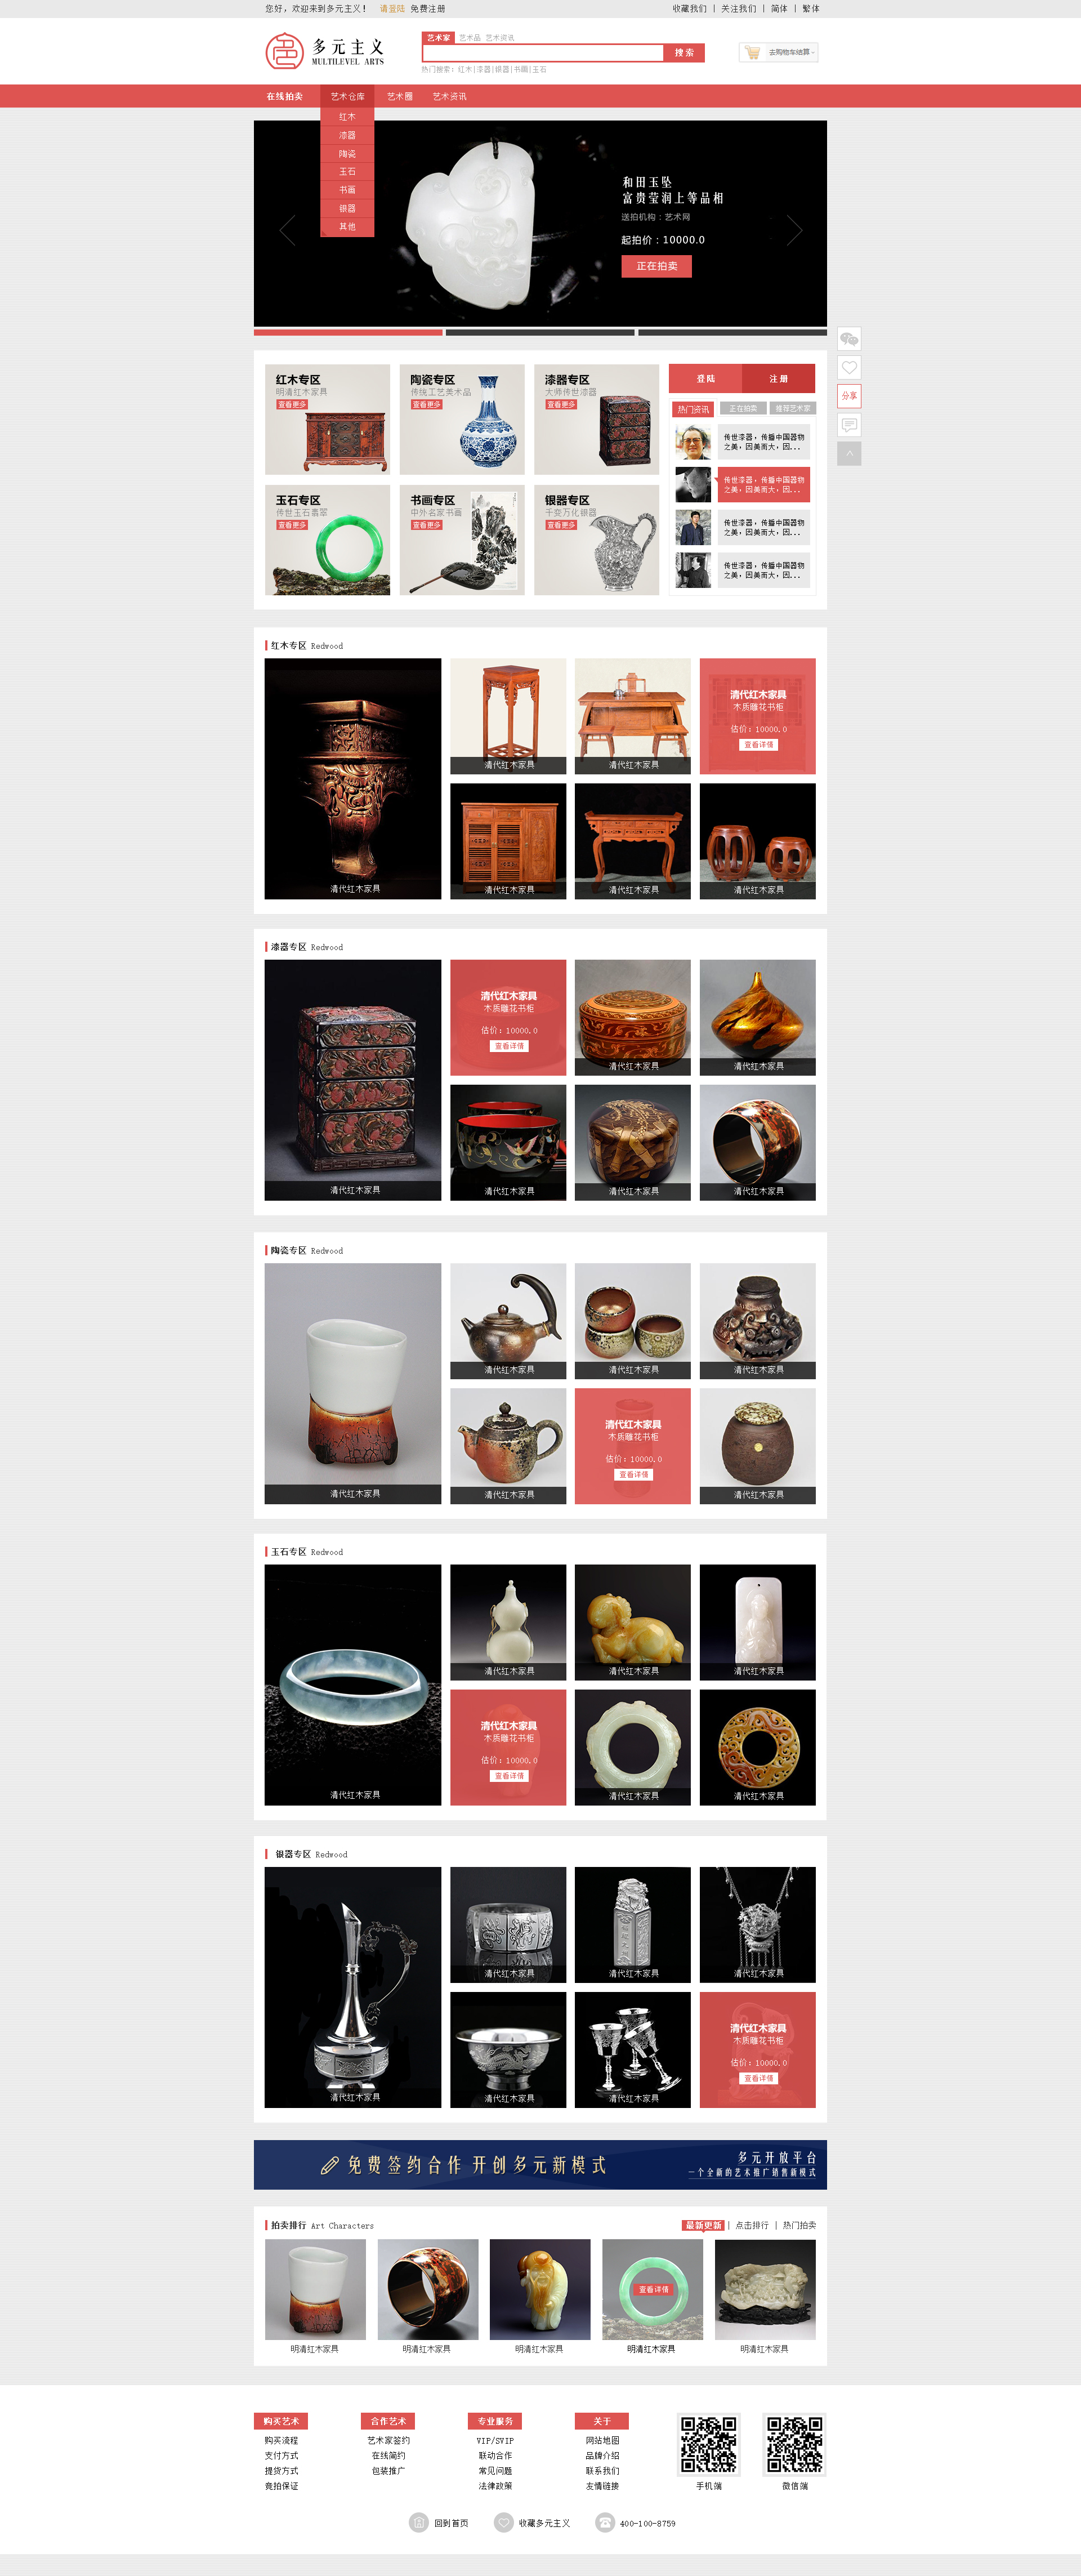 您好，欢迎来到多元主义！ 请登陆 免费注册
收藏我们 | 关注我们 | 简体 | 繁体
多元主义
MULTILEVEL ARTS
艺术家 艺术品 艺术资讯
搜索
热门搜索：红木|漆器|银器|书画|玉石
去购物车结算
在线拍卖 艺术仓库 艺术圈 艺术资讯
红木
漆器
陶瓷
玉石
书画
银器
其他
和田玉坠
富贵莹润上等品相
送拍机构：艺术网
起拍价：10000.0
正在拍卖
分享
红木专区
明清红木家具
查看更多
陶瓷专区
传统工艺美术品
查看更多
漆器专区
大师传世漆器
查看更多
玉石专区
传世玉石翡翠
查看更多
书画专区
中外名家书画
查看更多
银器专区
千变万化银器
查看更多
登陆 注册
热门资讯 正在拍卖 推荐艺术家
传世漆器，传播中国器物
之美，因美而大，因...
传世漆器，传播中国器物
之美，因美而大，因...
传世漆器，传播中国器物
之美，因美而大，因...
传世漆器，传播中国器物
之美，因美而大，因...
红木专区 Redwood
清代红木家具
清代红木家具
清代红木家具
清代红木家具
木质雕花书柜
估价：10000.0
查看详情
清代红木家具
清代红木家具
清代红木家具
漆器专区 Redwood
清代红木家具
清代红木家具
木质雕花书柜
估价：10000.0
查看详情
清代红木家具
清代红木家具
清代红木家具
清代红木家具
清代红木家具
陶瓷专区 Redwood
清代红木家具
清代红木家具
清代红木家具
清代红木家具
清代红木家具
清代红木家具
木质雕花书柜
估价：10000.0
查看详情
清代红木家具
玉石专区 Redwood
清代红木家具
清代红木家具
清代红木家具
清代红木家具
清代红木家具
木质雕花书柜
估价：10000.0
查看详情
清代红木家具
清代红木家具
银器专区 Redwood
清代红木家具
清代红木家具
清代红木家具
清代红木家具
清代红木家具
清代红木家具
清代红木家具
木质雕花书柜
估价：10000.0
查看详情
免费签约合作 开创多元新模式
多元开放平台
一个全新的艺术推广销售新模式
拍卖排行 Art Characters
最新更新 | 点击排行 | 热门拍卖
查看详情
明清红木家具
明清红木家具
明清红木家具
明清红木家具
明清红木家具
购买艺术
购买流程
支付方式
提货方式
竞拍保证
合作艺术
艺术家签约
在线简约
包装推广
专业服务
VIP/SVIP
联动合作
常见问题
法律政策
关于
网站地图
品牌介绍
联系我们
友情链接
手机端
微信端
回到首页
收藏多元主义
400-100-8759